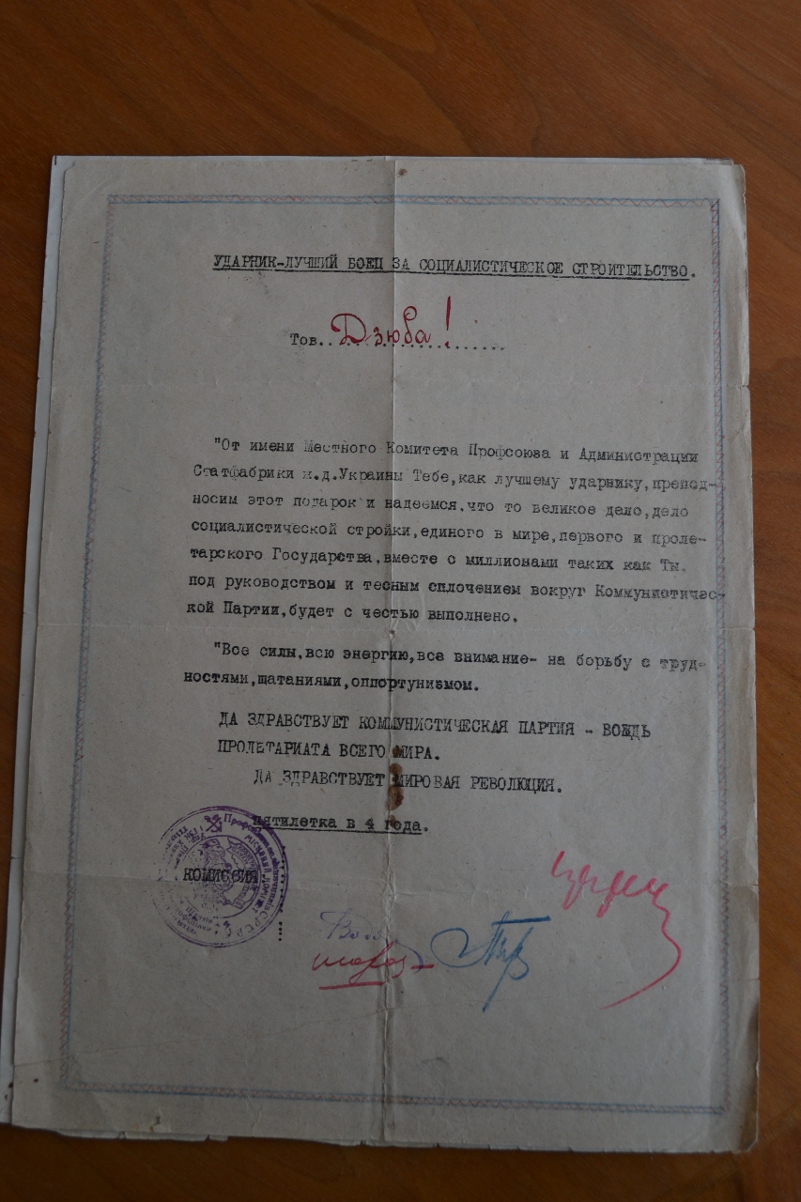 УДАРНИК-ЛУЧШИЙ БОЕЦ ЗА СОЦИАЛИСТИЧЕСКОЕ СТРОИТЕЛЬСТВО.
Тов.. Дзюба!......
"От имени Местного Комитета Профсоюза и Администрации
Статфабрики ж.д.Украины Тебе,как лучшему ударнику,препод-
носим этот подарок и надеемся,что то великое дело,дело
социалистической стройки,единого в мире,первого и проле-
тарского Государства,вместе с миллионами таких как Ты.
под руководством и тесным сплочением вокруг Коммунистичес-
кой Партии,будет с честью выполнено.
"Все силы,всю энергию,все внимание- на борьбу с труд-
ностями,шатаниями,оппортунизмом.
ДА ЗДРАВСТВУЕТ КОММУНИСТИЧЕСКАЯ ПАРТИЯ - ВОЖДЬ
ПРОЛЕТАРИАТА ВСЕГО МИРА.
ДА ЗДРАВСТВУЕТ МИРОВАЯ РЕВОЛЮЦИЯ.
пятилетка в 4 года.
КОМИССИЯ: